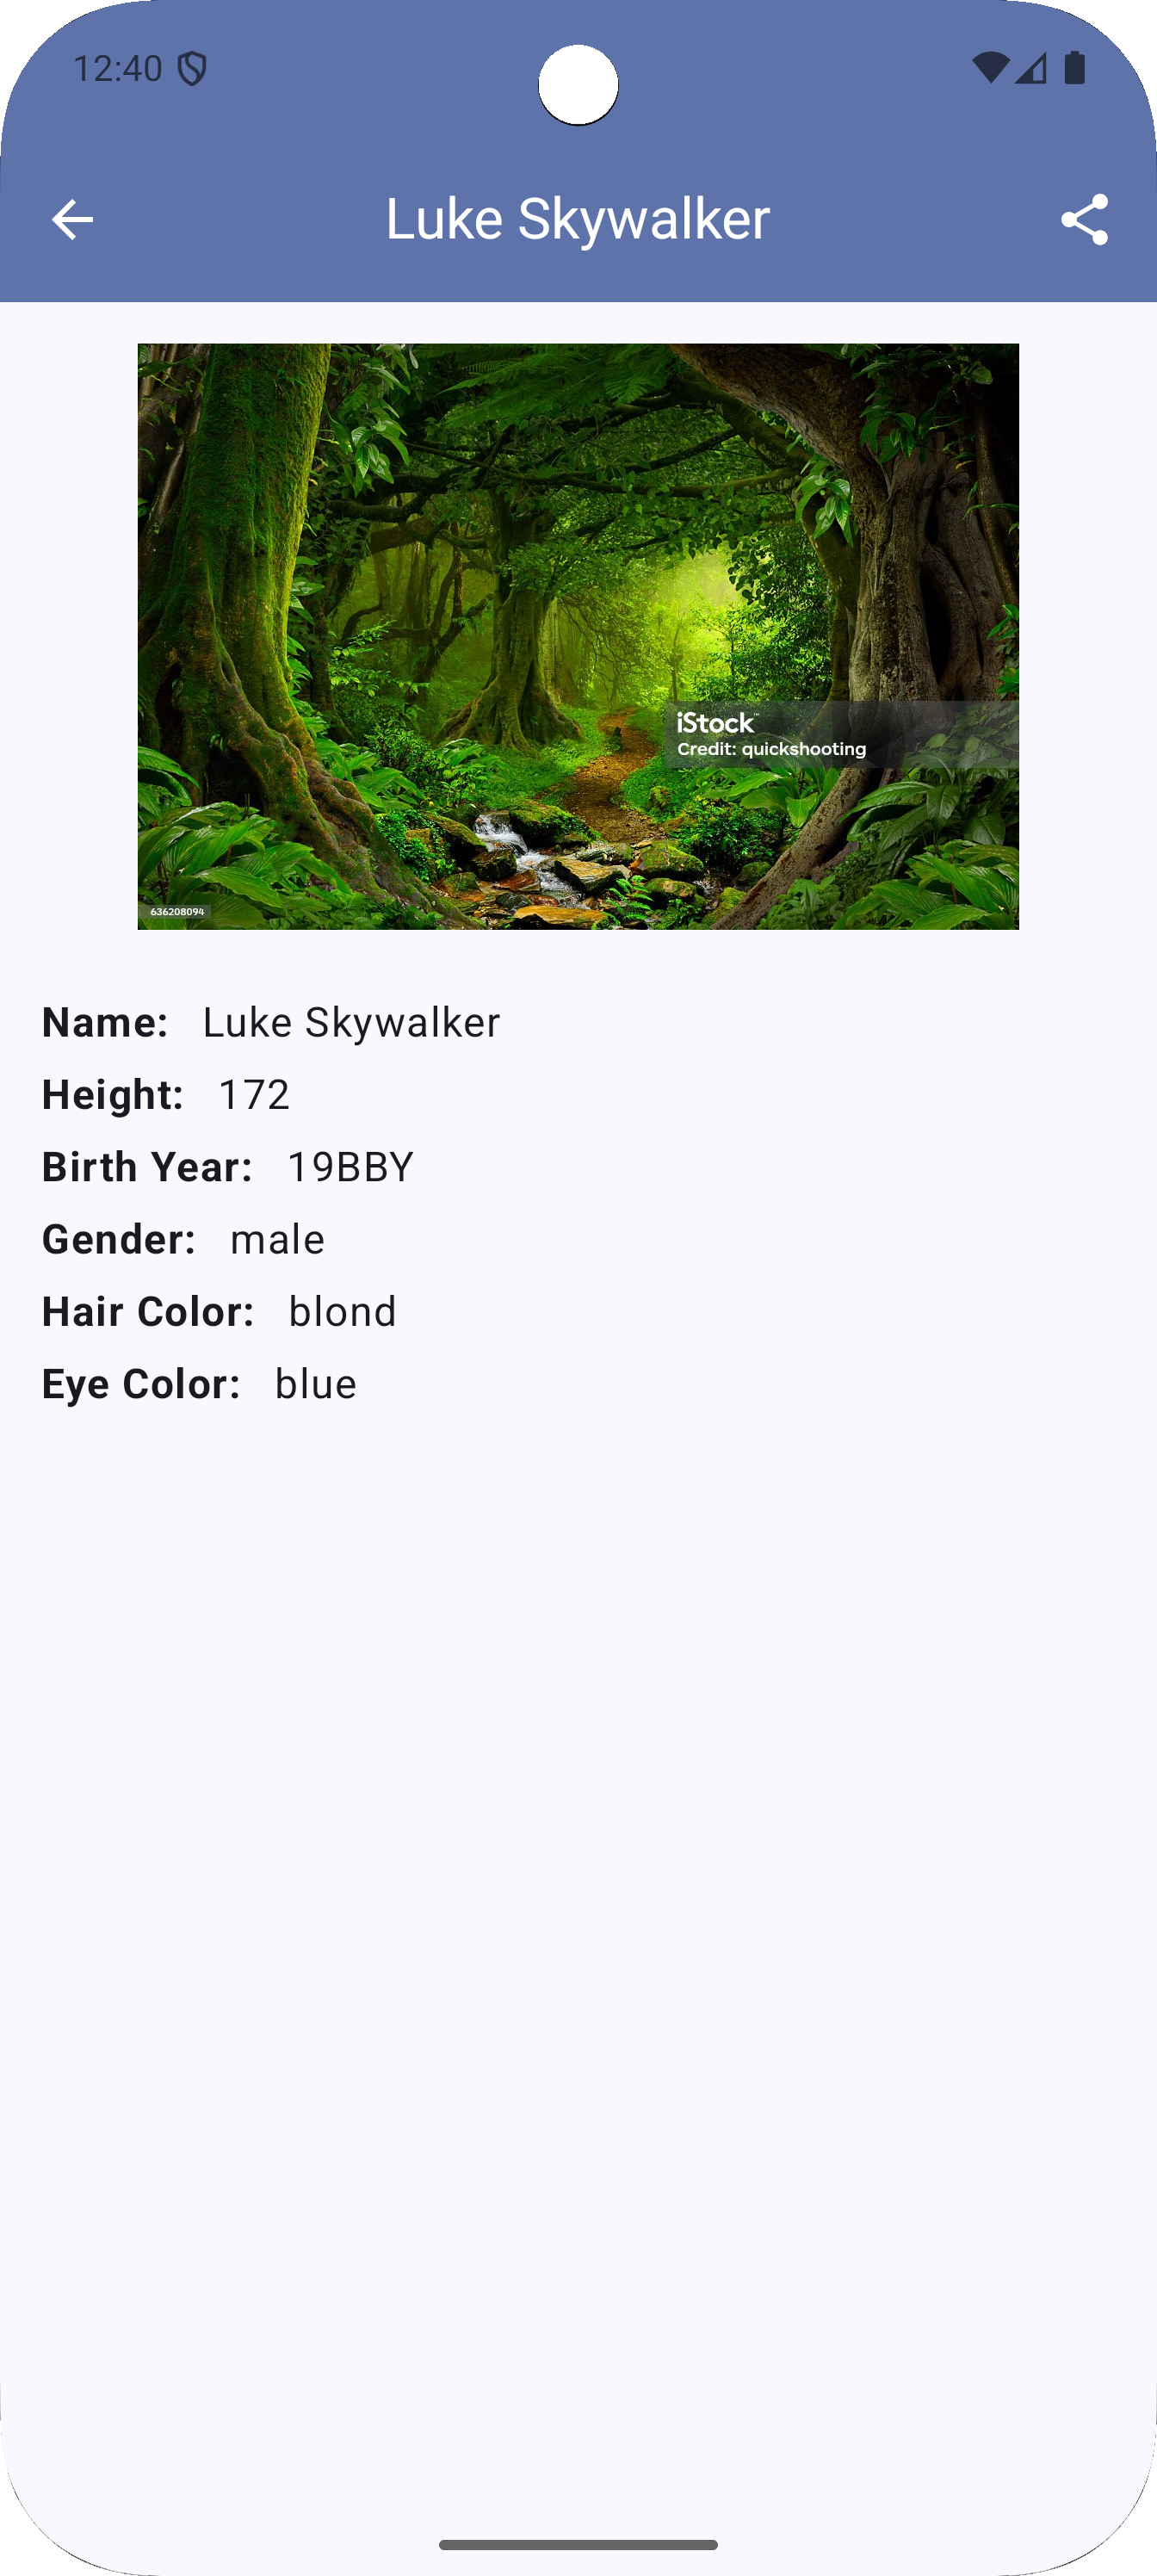 12:40
Luke Skywalker
iStock™
Credit: quickshooting
636208094
Name: Luke Skywalker
Height: 172
Birth Year: 19BBY
Gender: male
Hair Color: blond
Eye Color: blue